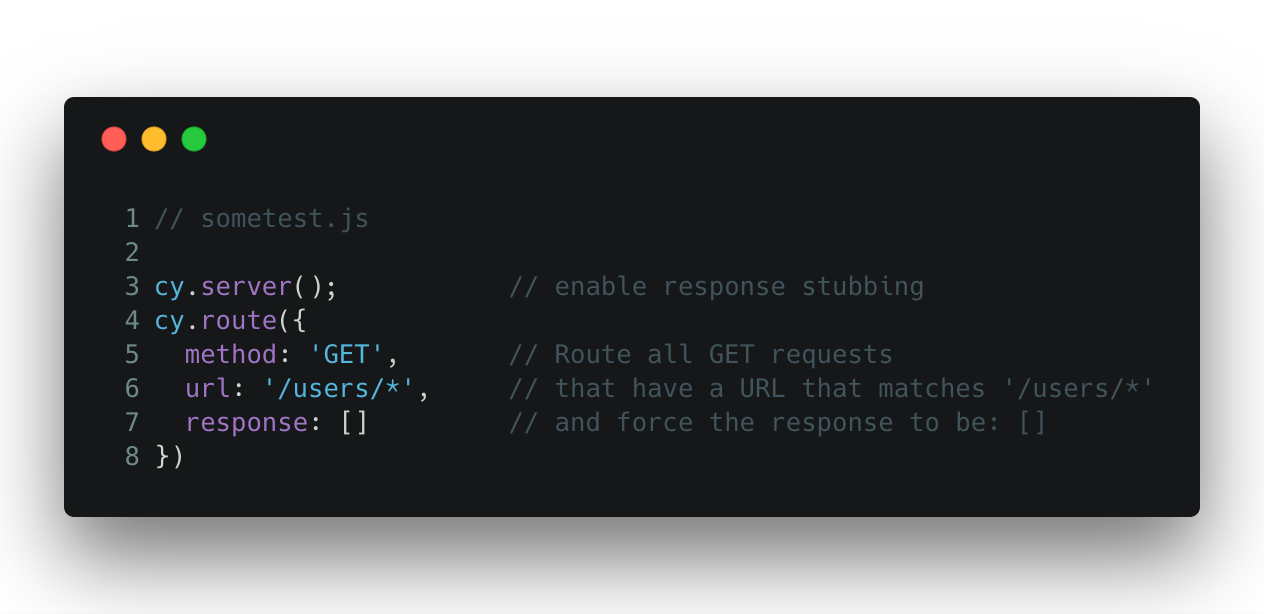 1 // sometest.js
2
3 cy.server();           // enable response stubbing
4 cy.route({
5   method: 'GET',       // Route all GET requests
6   url: '/users/*',     // that have a URL that matches '/users/*'
7   response: []         // and force the response to be: []
8 })